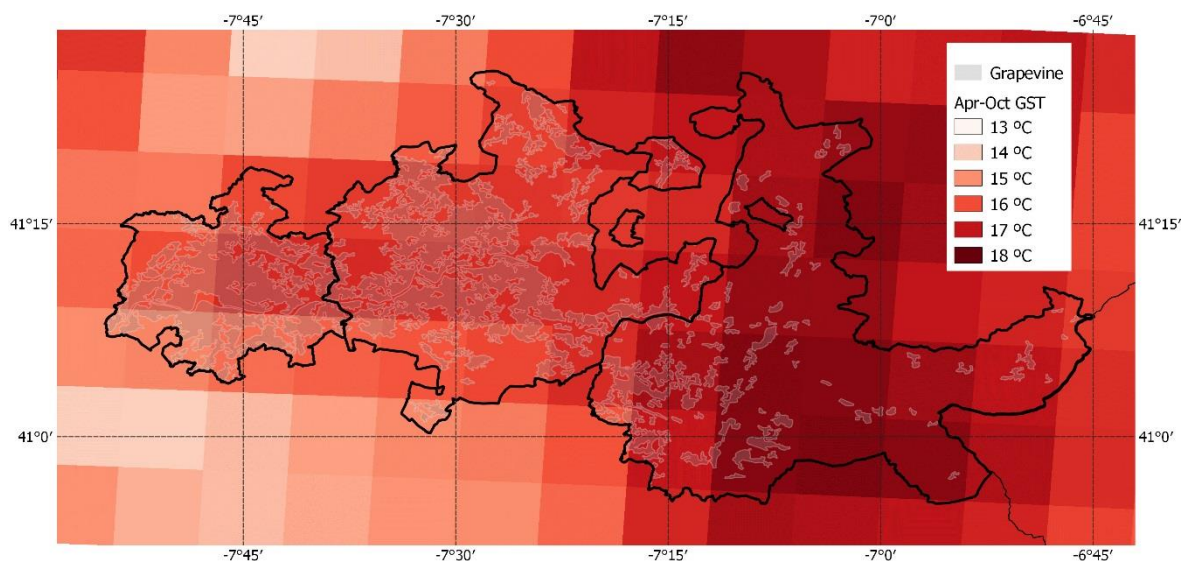 -7°45′ -7°30′ -7°15′ -7°0′ -6°45′
Grapevine
Apr-Oct GST
13 ºC
14 ºC
15 ºC
16 ºC
17 ºC
18 ºC
41°15′ 41°15′
41°0′ 41°0′
-7°45′ -7°30′ -7°15′ -7°0′ -6°45′